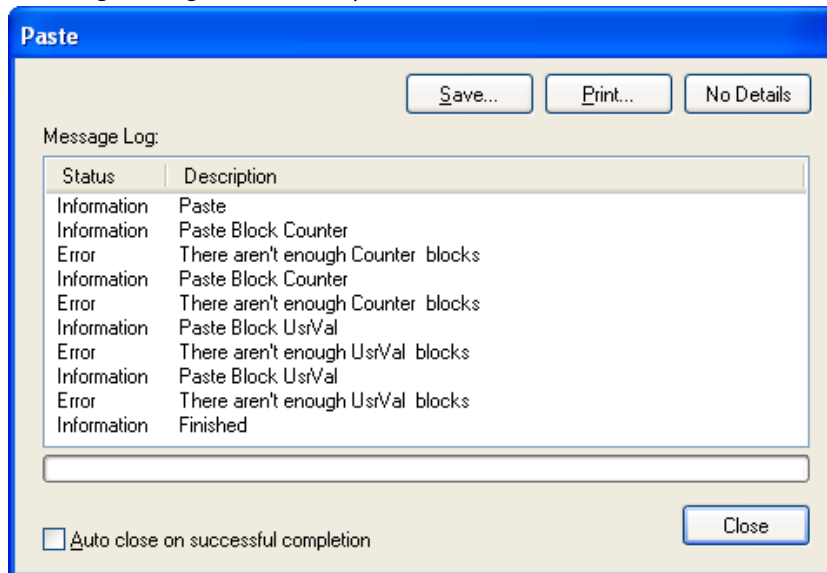 Paste
Save... Print... No Details
Message Log:
Status Description
Information Paste
Information Paste Block Counter
Error There aren't enough Counter blocks
Information Paste Block Counter
Error There aren't enough Counter blocks
Information Paste Block UsrVal
Error There aren't enough UsrVal blocks
Information Paste Block UsrVal
Error There aren't enough UsrVal blocks
Information Finished
Auto close on successful completion
Close